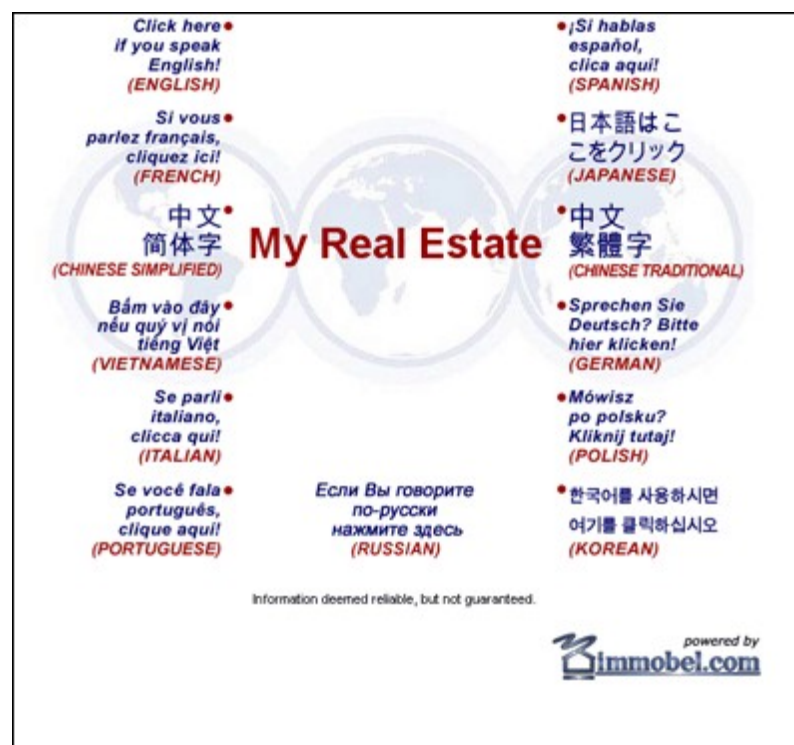 Click here
if you speak
English!
(ENGLISH)
¡Si hablas
español,
clica aquí!
(SPANISH)
Si vous
parlez français,
cliquez ici!
(FRENCH)
日本語はこ
こをクリック
(JAPANESE)
中文
简体字
(CHINESE SIMPLIFIED)
My Real Estate
中文
繁體字
(CHINESE TRADITIONAL)
Bấm vào đây
nếu quý vị nói
tiếng Việt
(VIETNAMESE)
Sprechen Sie
Deutsch? Bitte
hier klicken!
(GERMAN)
Se parli
italiano,
clicca qui!
(ITALIAN)
Mówisz
po polsku?
Kliknij tutaj!
(POLISH)
Se você fala
português,
clique aqui!
(PORTUGUESE)
Если Вы говорите
по-русски
нажмите здесь
(RUSSIAN)
한국어를 사용하시면
여기를 클릭하십시오
(KOREAN)
Information deemed reliable, but not guaranteed.
powered by
immobel.com